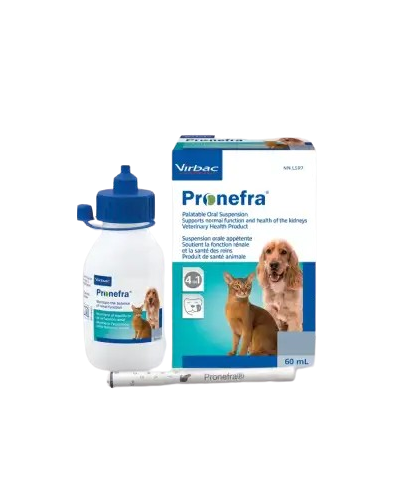 Virbac
Pronefra®
Palatable Oral Suspension
Supports normal function and health of the kidneys
Veterinary Health Product
Suspension orale appétente
Soutient la fonction rénale
et la santé des reins
Produit de santé animale
4 in 1
60 mL
Virbac
Pronefra®
Pronefra®